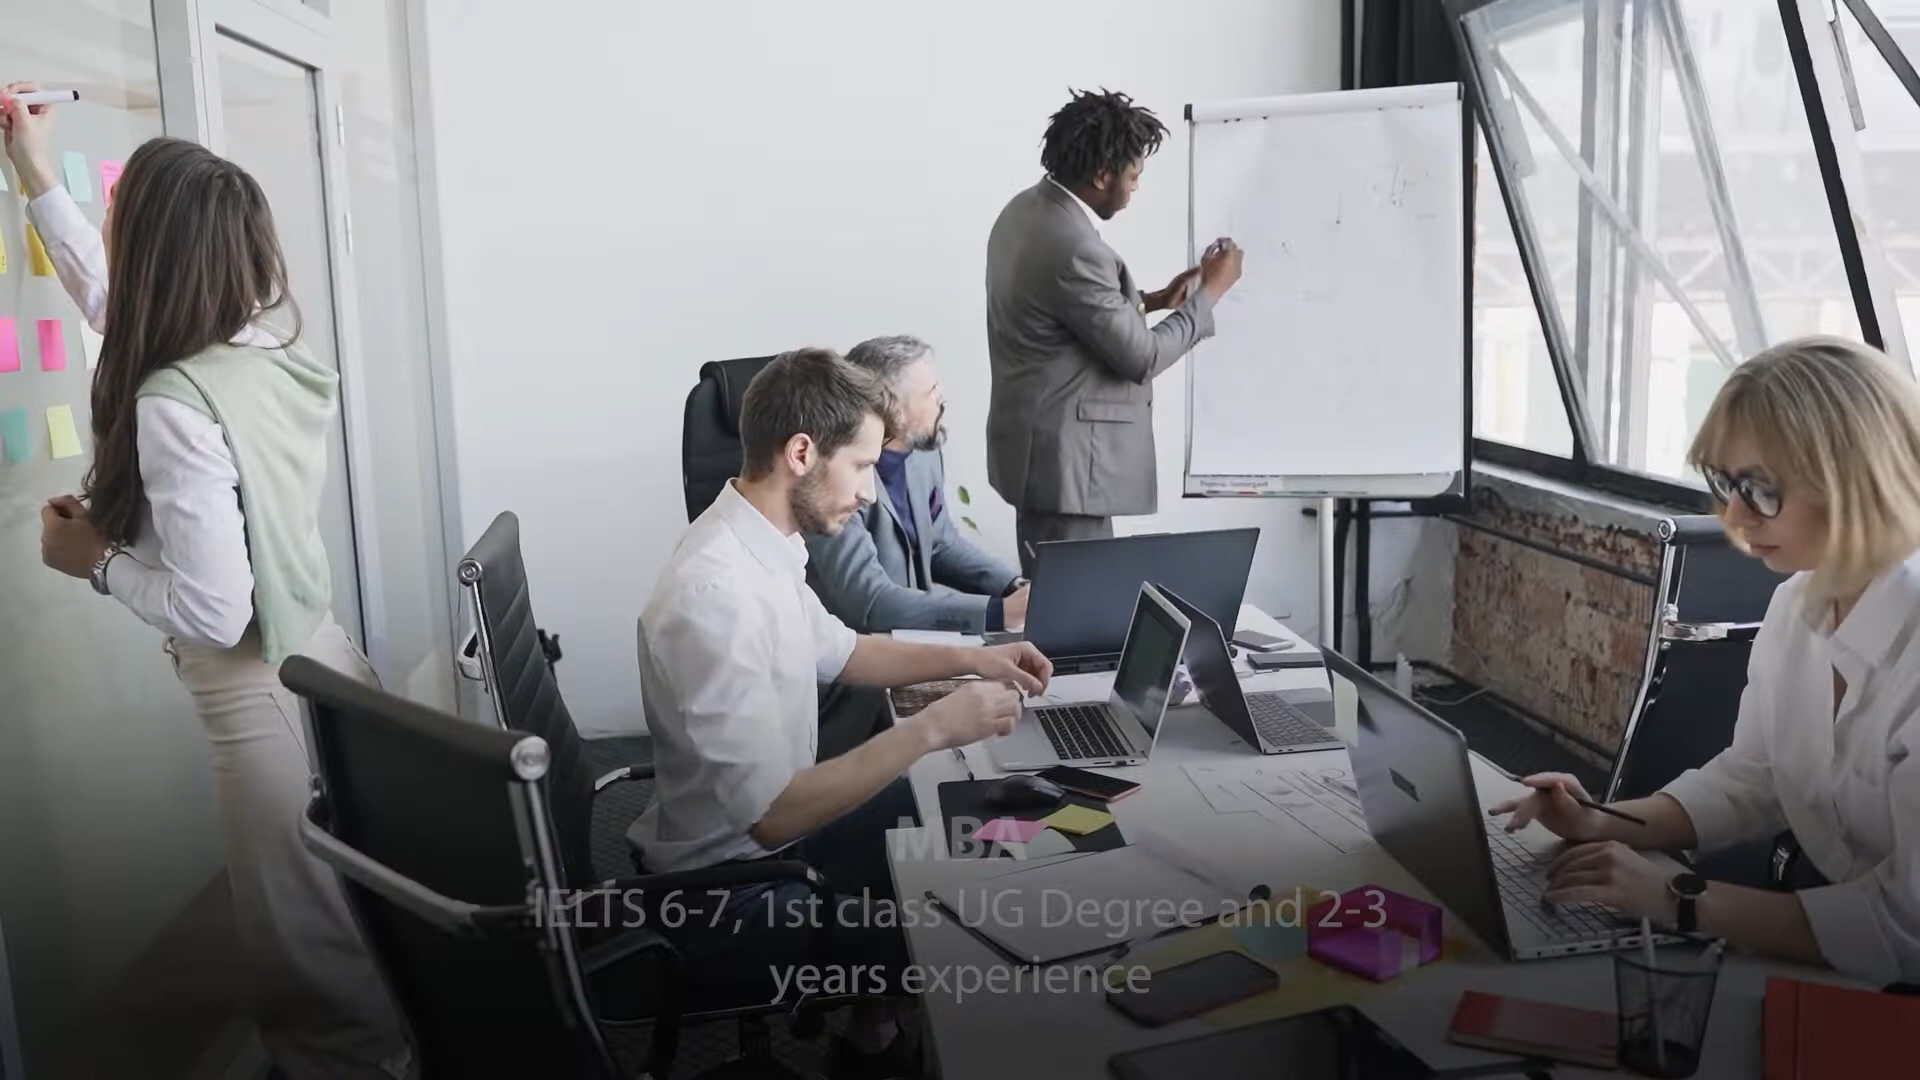 MBA
IELTS 6-7, 1st class UG Degree and 2-3
years experience